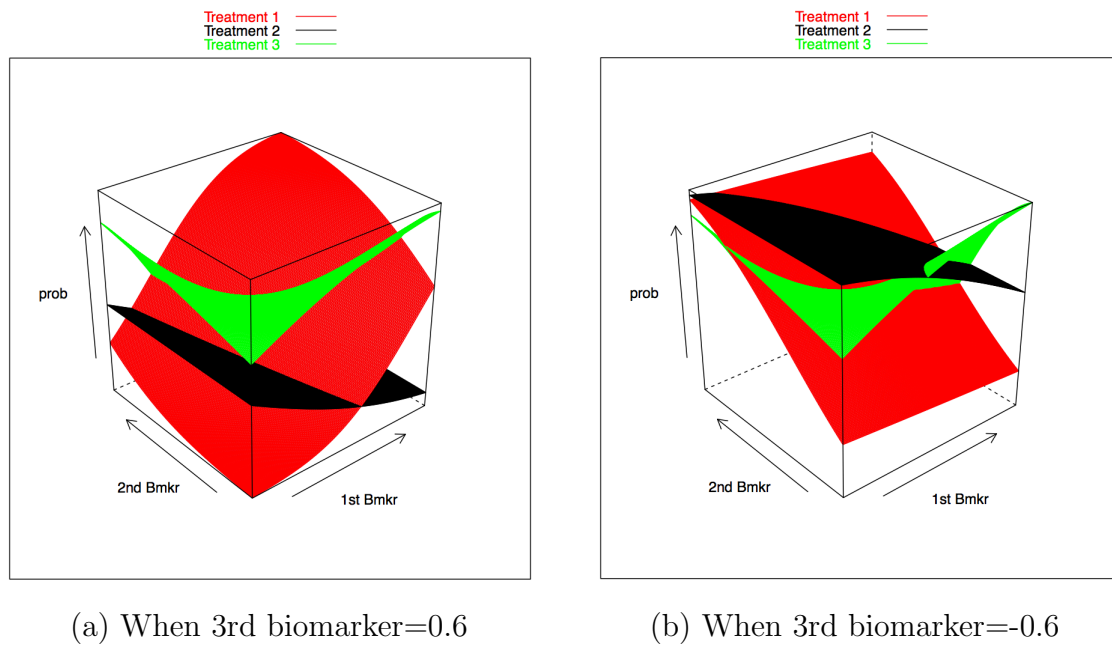 Treatment 1
Treatment 2
Treatment 3
prob
2nd Bmkr
1st Bmkr
(a) When 3rd biomarker=0.6
Treatment 1
Treatment 2
Treatment 3
prob
2nd Bmkr
1st Bmkr
(b) When 3rd biomarker=-0.6